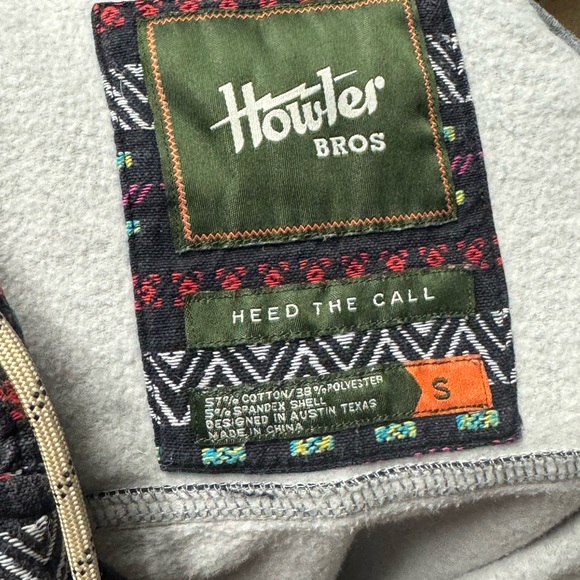 Howler
BROS
HEED THE CALL
57% COTTON/38%POLYESTER
5% SPANDEX SHELL
DESIGNED IN AUSTIN TEXAS
MADE IN CHINA
S